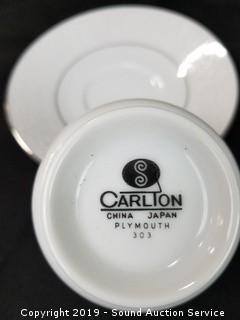 CARLTON
CHINA JAPAN
PLYMOUTH
303
Copyright 2019 - Sound Auction Service